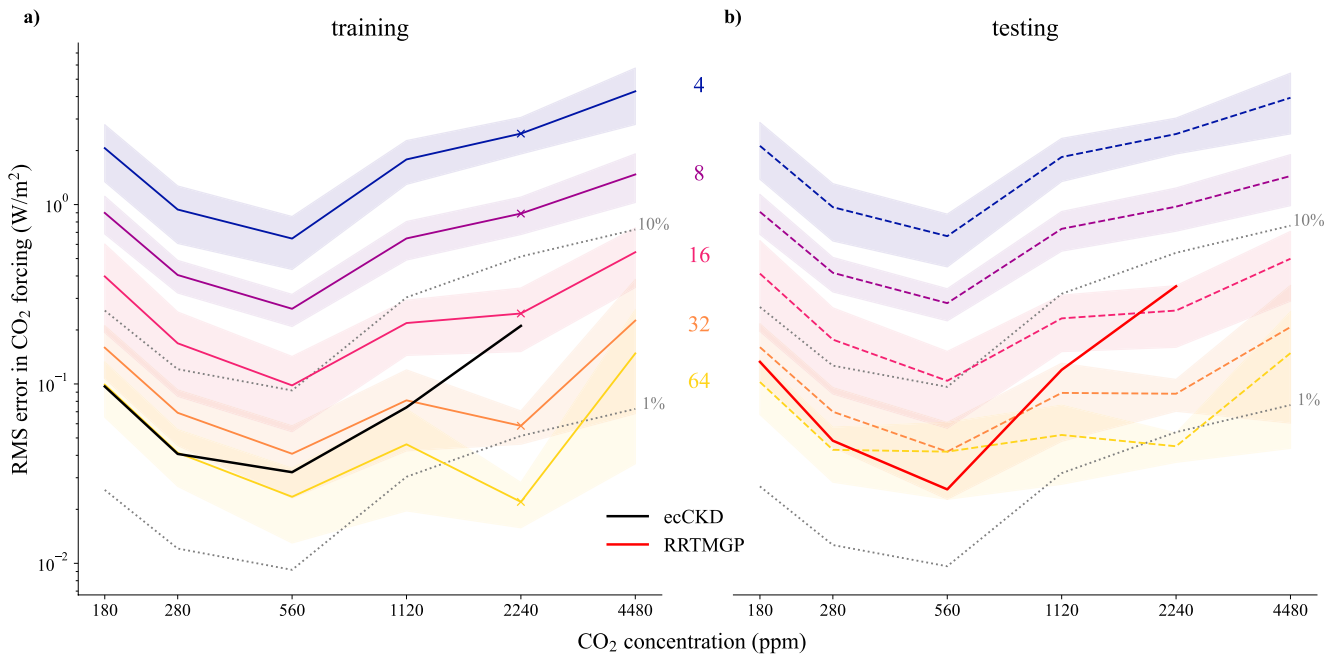 a)
training
b)
testing
RMS error in CO₂ forcing (W/m²)
10⁰
10⁻¹
10⁻²
10%
1%
4
8
16
32
64
10%
1%
ecCKD
RRTMGP
180 280 560 1120 2240 4480
180 280 560 1120 2240 4480
CO₂ concentration (ppm)